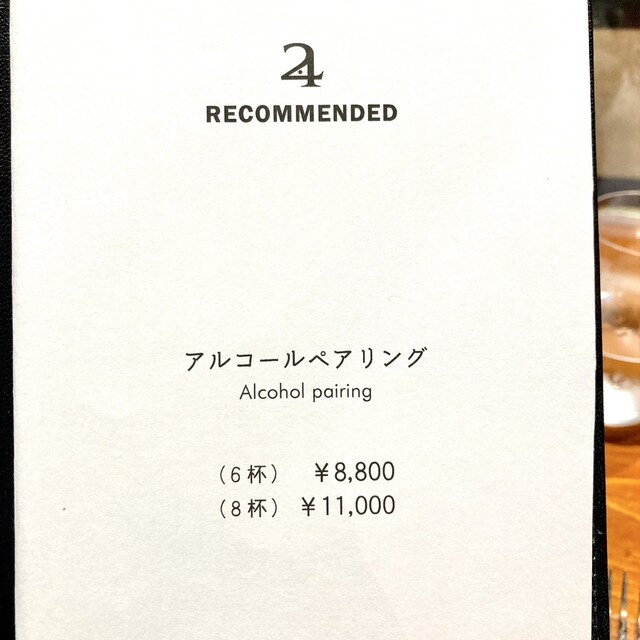 24
RECOMMENDED
アルコールペアリング
Alcohol pairing
(6杯) ¥8,800
(8杯) ¥11,000